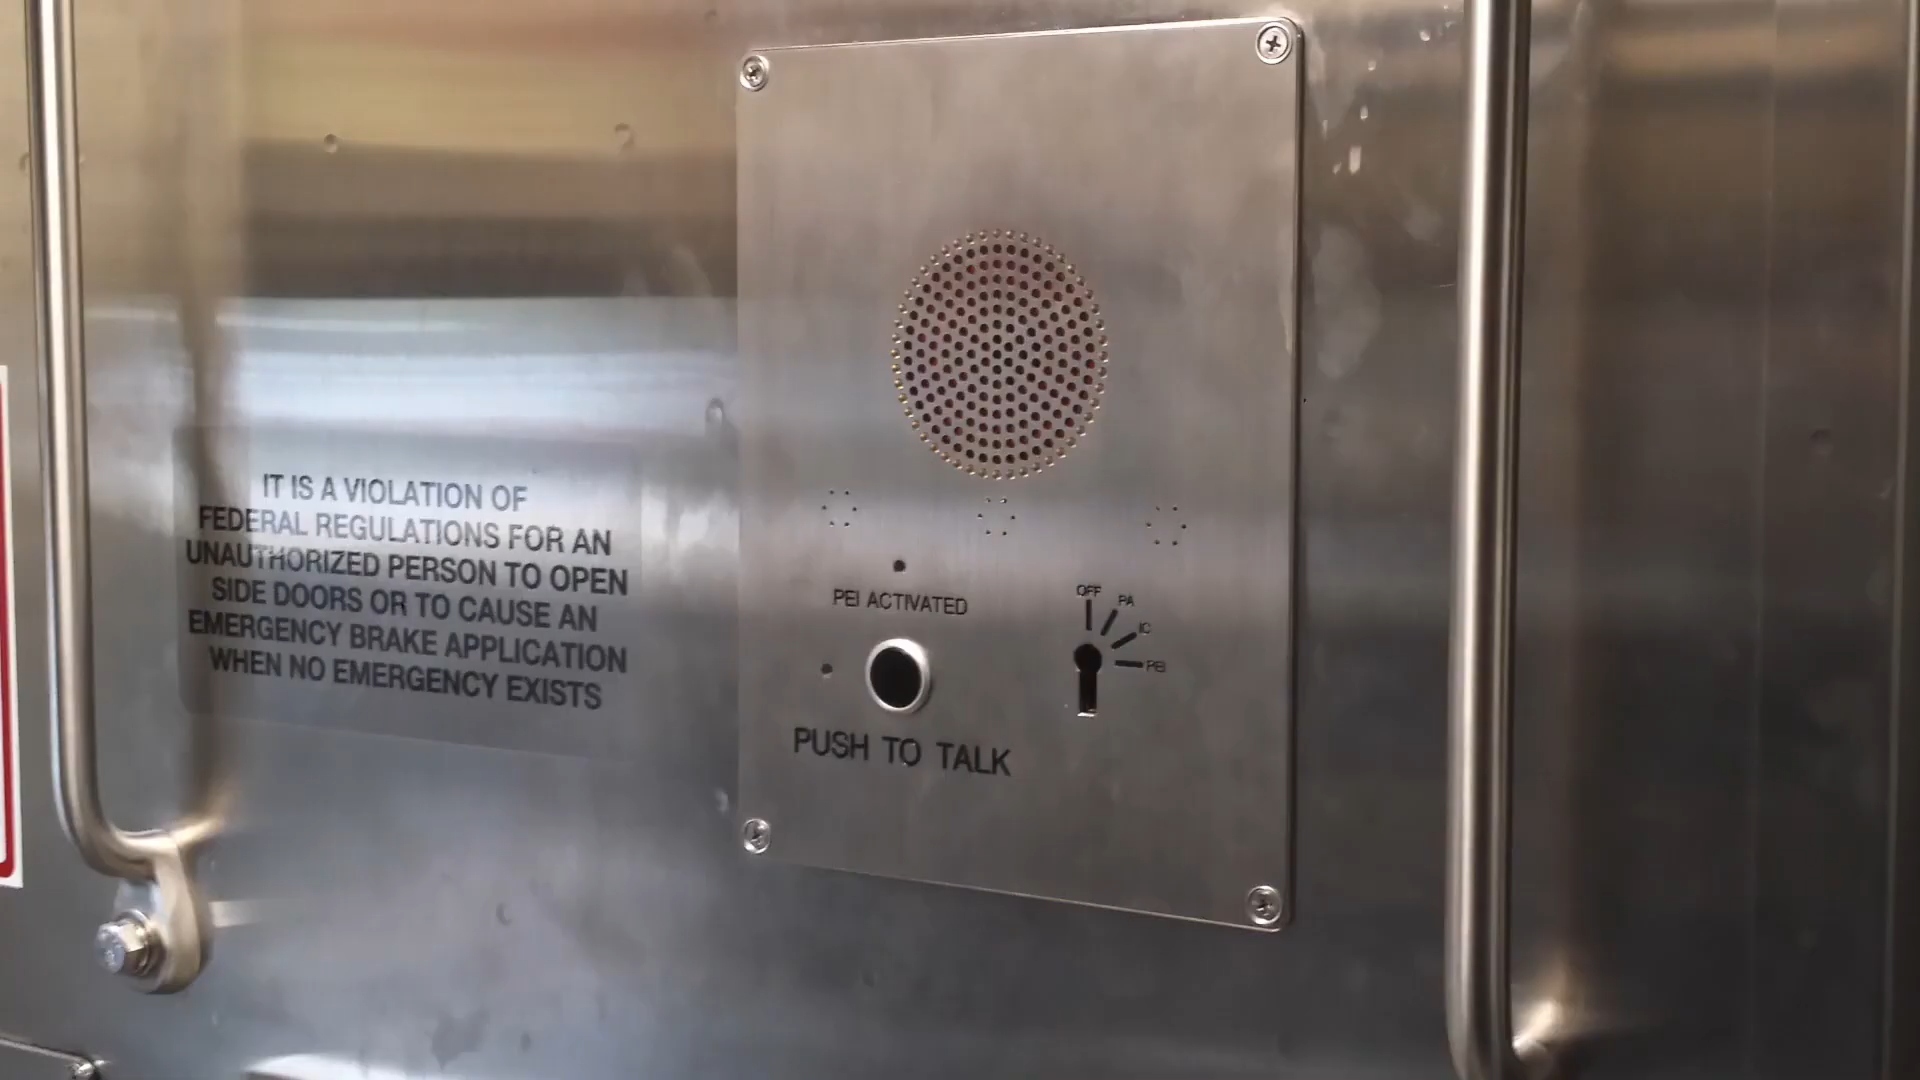 IT IS A VIOLATION OF
FEDERAL REGULATIONS FOR AN
UNAUTHORIZED PERSON TO OPEN
SIDE DOORS OR TO CAUSE AN
EMERGENCY BRAKE APPLICATION
WHEN NO EMERGENCY EXISTS
PEI ACTIVATED
PUSH TO TALK
OFF
PA
IC
PEI